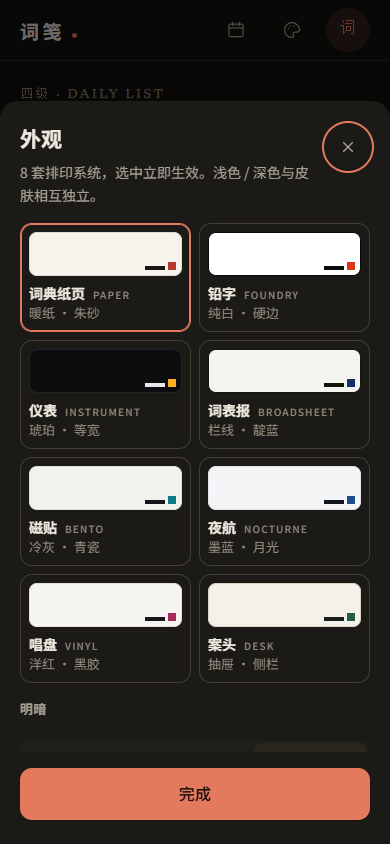 词笺
词
四级 · DAILY LIST
外观
8 套排印系统，选中立即生效。浅色 / 深色与皮
肤相互独立。
词典纸页 PAPER
暖纸 · 朱砂
铅字 FOUNDRY
纯白 · 硬边
仪表 INSTRUMENT
琥珀 · 等宽
词表报 BROADSHEET
栏线 · 靛蓝
磁贴 BENTO
冷灰 · 青瓷
夜航 NOCTURNE
墨蓝 · 月光
唱盘 VINYL
洋红 · 黑胶
案头 DESK
抽屉 · 侧栏
明暗
完成